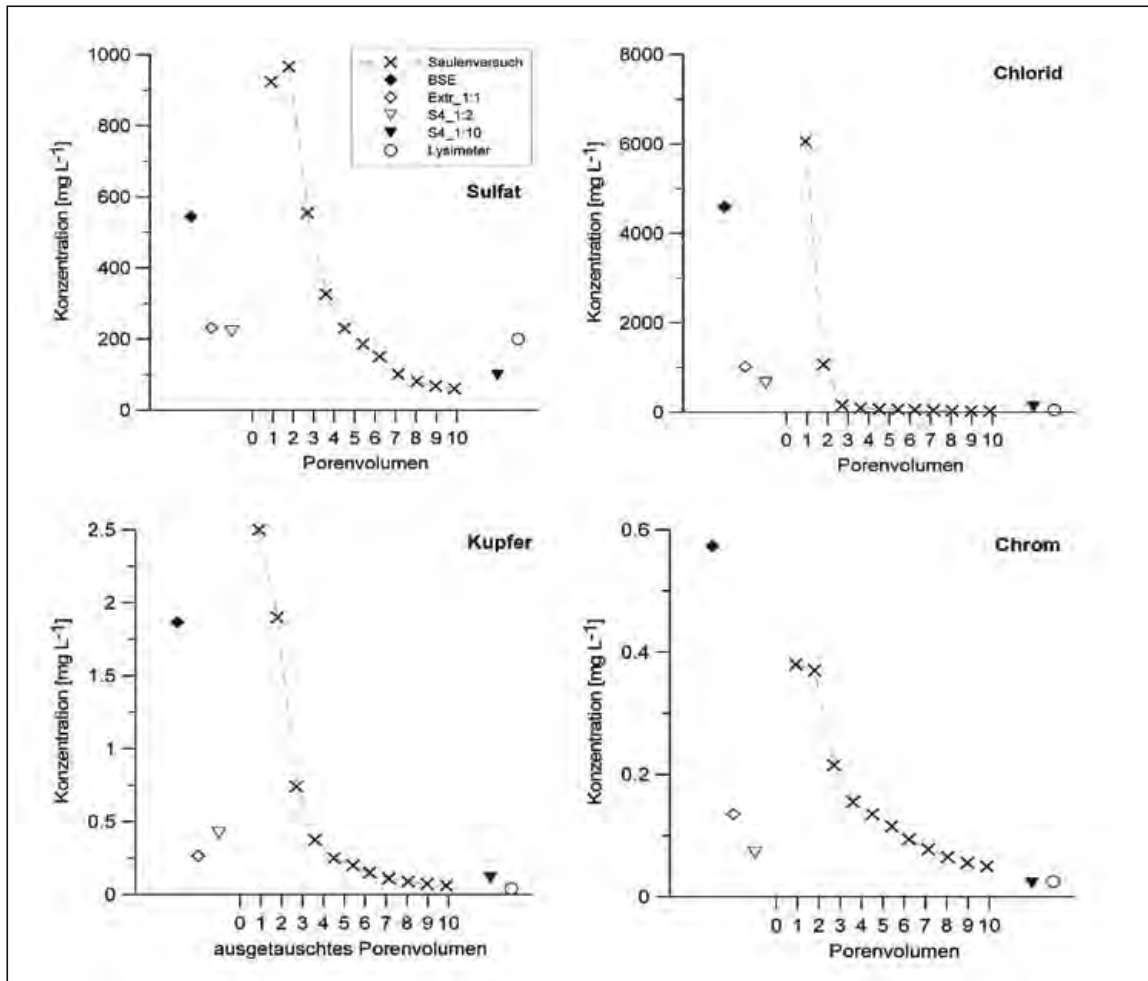 1000
800
600
400
200
0
Konzentration [mg L-1]
Säulenversuch
BSE
Extr_1:1
S4_1:2
S4_1:10
Lysimeter
Sulfat
0 1 2 3 4 5 6 7 8 9 10
Porenvolumen
8000
6000
4000
2000
0
Konzentration [mg L-1]
Chlorid
0 1 2 3 4 5 6 7 8 9 10
Porenvolumen
2.5
2
1.5
1
0.5
0
Konzentration [mg L-1]
Kupfer
0 1 2 3 4 5 6 7 8 9 10
ausgetauschtes Porenvolumen
0.6
0.4
0.2
0
Konzentration [mg L-1]
Chrom
0 1 2 3 4 5 6 7 8 9 10
Porenvolumen